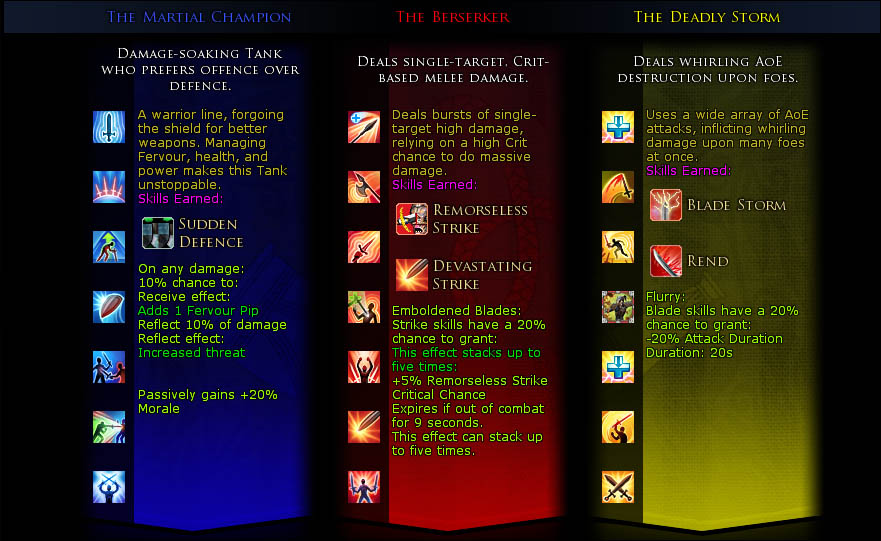 The Martial Champion
Damage-soaking Tank
who prefers offence over
defence.
A warrior line, forgoing
the shield for better
weapons. Managing
Fervour, health, and
power makes this Tank
unstoppable.
Skills Earned:
Sudden
Defence
On any damage:
10% chance to:
Receive effect:
Adds 1 Fervour Pip
Reflect 10% of damage
Reflect effect:
Increased threat
Passively gains +20%
Morale
The Berserker
Deals single-target, Crit-
based melee damage.
Deals bursts of single-
target high damage,
relying on a high Crit
chance to do massive
damage.
Skills Earned:
Remorseless
Strike
Devastating
Strike
Emboldened Blades:
Strike skills have a 20%
chance to grant:
This effect stacks up to
five times:
+5% Remorseless Strike
Critical Chance
Expires if out of combat
for 9 seconds.
This effect can stack up
to five times.
The Deadly Storm
Deals whirling AoE
destruction upon foes.
Uses a wide array of AoE
attacks, inflicting whirling
damage upon many foes
at once.
Skills Earned:
Blade Storm
Rend
Flurry:
Blade skills have a 20%
chance to grant:
-20% Attack Duration
Duration: 20s